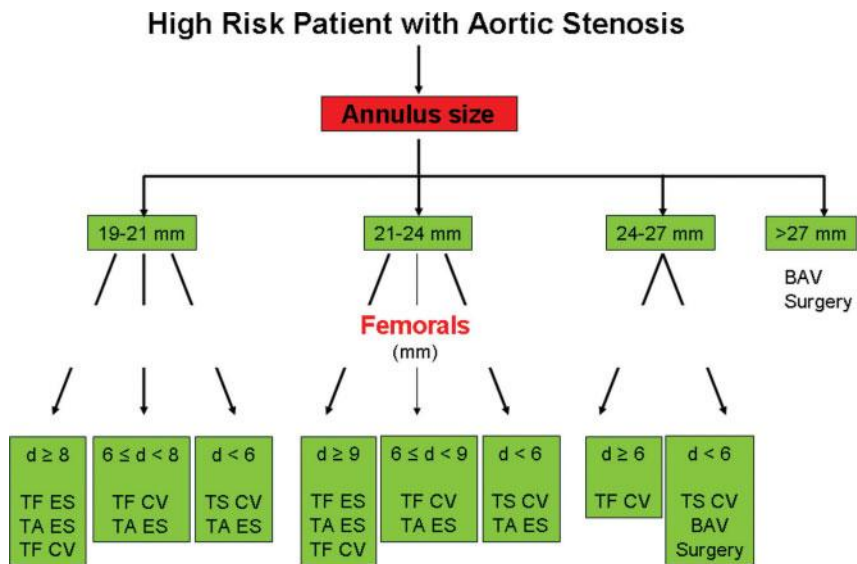 High Risk Patient with Aortic Stenosis
Annulus size
19-21 mm
21-24 mm
24-27 mm
>27 mm
BAV
Surgery
Femorals
(mm)
d ≥ 8
TF ES
TA ES
TF CV
6 ≤ d < 8
TF CV
TA ES
d < 6
TS CV
TA ES
d ≥ 9
TF ES
TA ES
TF CV
6 ≤ d < 9
TF CV
TA ES
d < 6
TS CV
TA ES
d ≥ 6
TF CV
d < 6
TS CV
BAV
Surgery